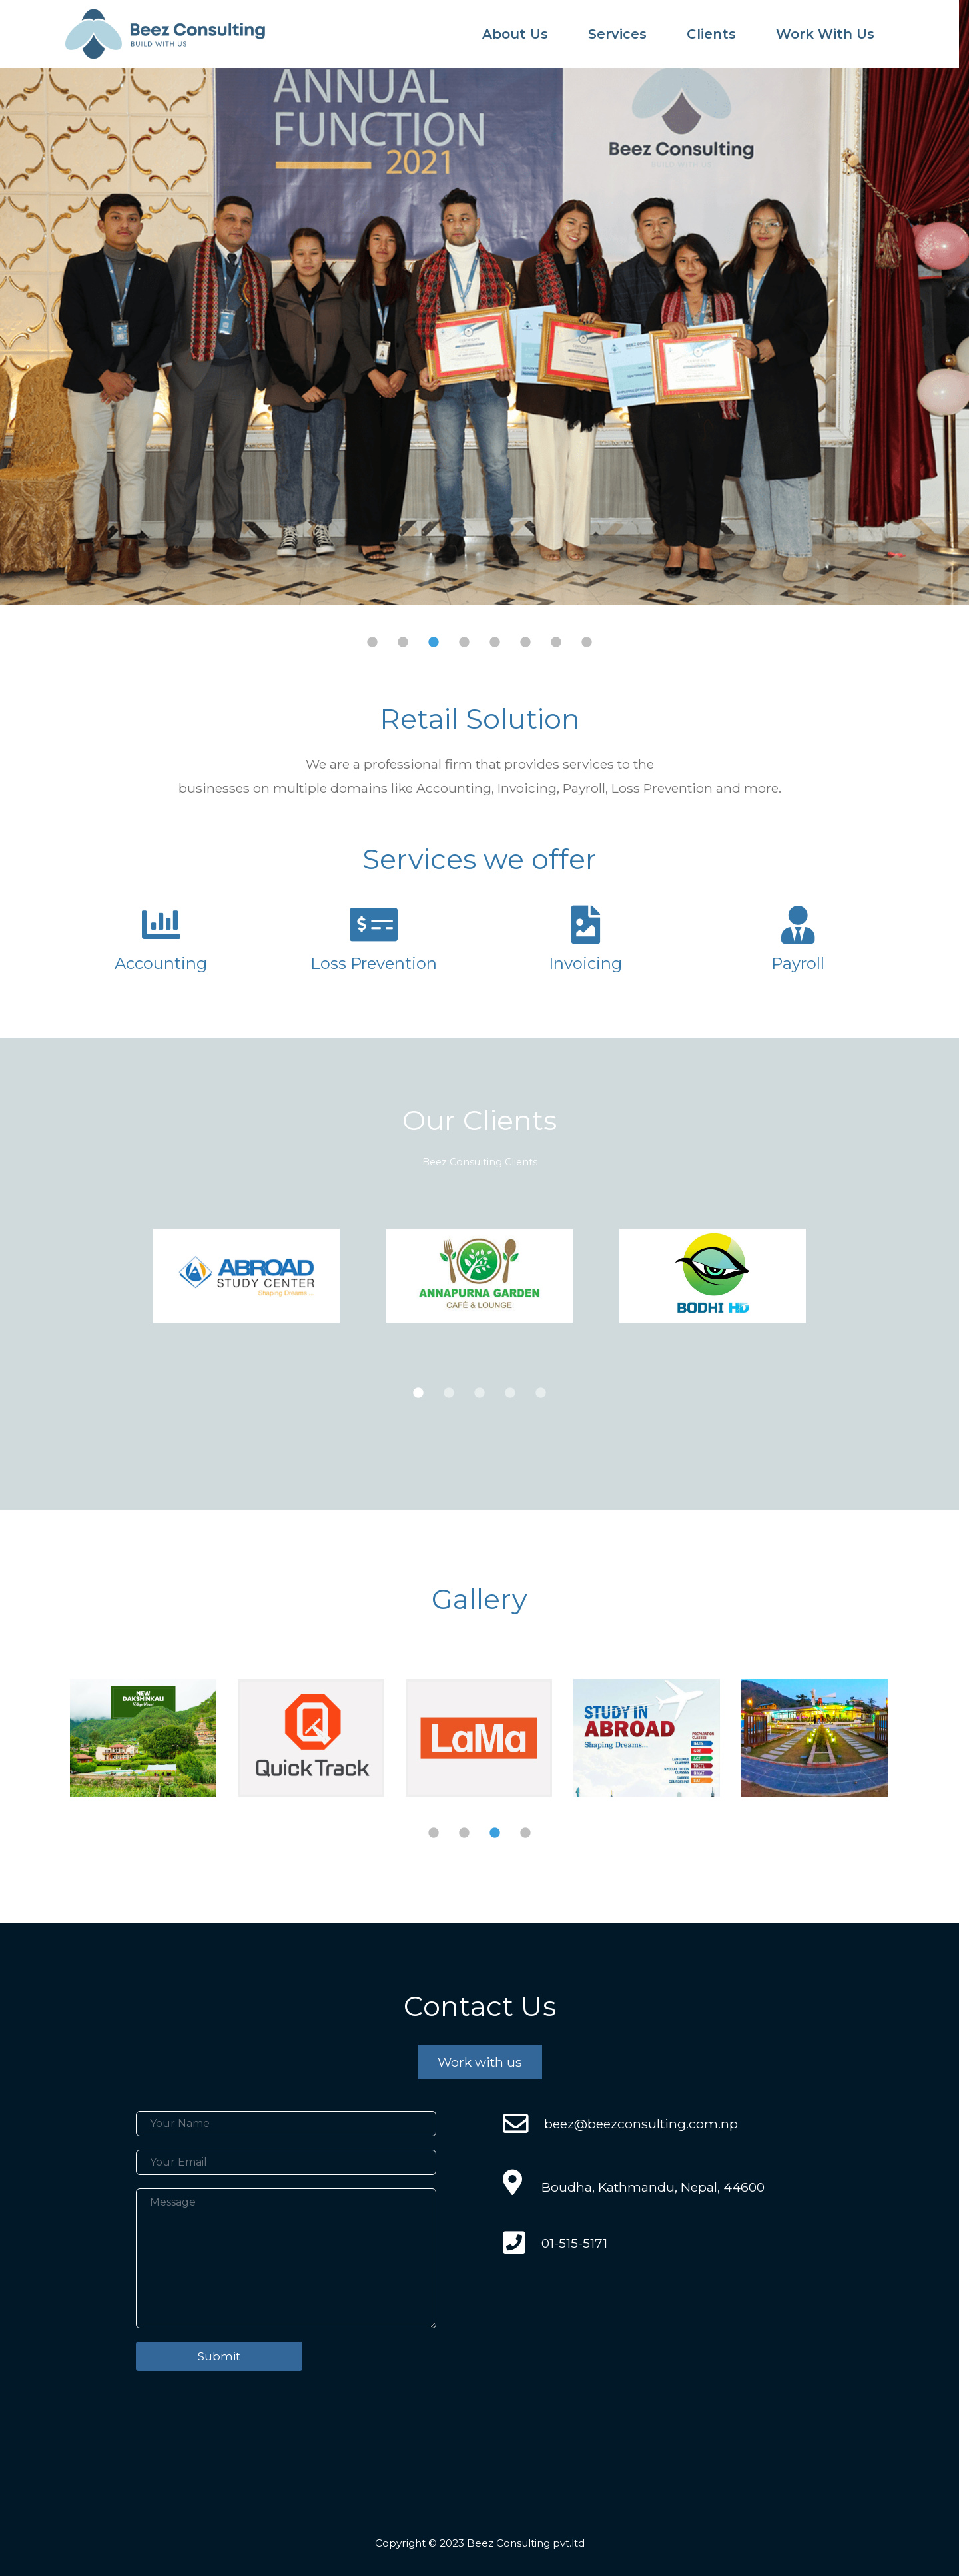 Beez Consulting
BUILD WITH US
About Us
Services
Clients
Work With Us
ANNUAL
FUNCTION
2021
Beez Consulting
BUILD WITH US
Retail Solution
We are a professional firm that provides services to the
businesses on multiple domains like Accounting, Invoicing, Payroll, Loss Prevention and more.
Services we offer
Accounting
Loss Prevention
Invoicing
Payroll
Our Clients
Beez Consulting Clients
ABROAD
STUDY CENTER
Shaping Dreams...
ANNAPURNA GARDEN
CAFÉ & LOUNGE
BODHI HD
Gallery
NEW
DAKSHINKALI
QuickTrack
LaMa
STUDY IN
ABROAD
Shaping Dreams...
Contact Us
Work with us
Your Name
Your Email
Message
Submit
beez@beezconsulting.com.np
Boudha, Kathmandu, Nepal, 44600
01-515-5171
Copyright © 2023 Beez Consulting pvt.ltd